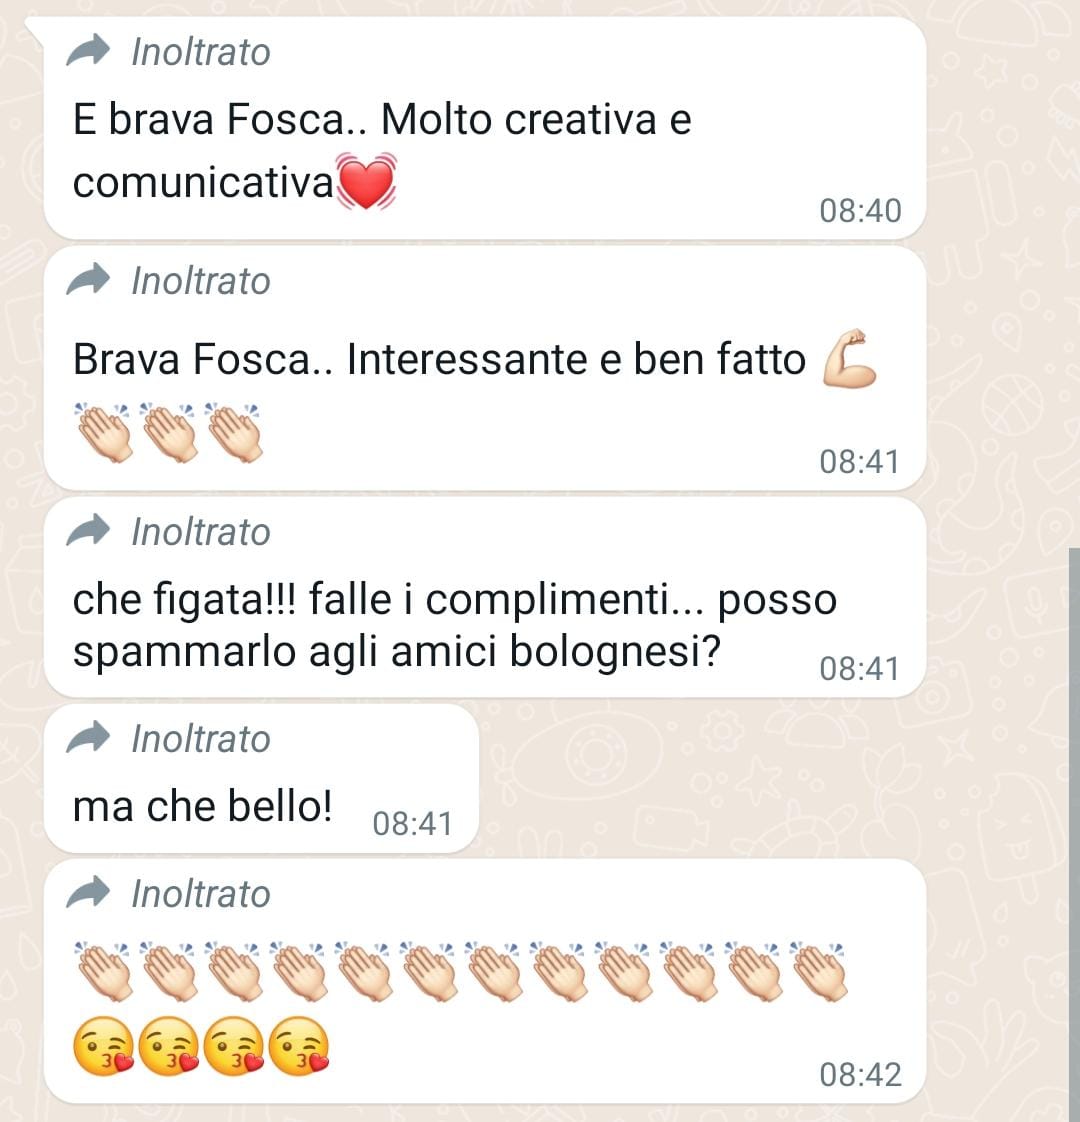 Inoltrato
E brava Fosca.. Molto creativa e
comunicativa💓
08:40
Inoltrato
Brava Fosca.. Interessante e ben fatto 💪🏻
👏🏻👏🏻👏🏻
08:41
Inoltrato
che figata!!! falle i complimenti... posso
spammarlo agli amici bolognesi?
08:41
Inoltrato
ma che bello!
08:41
Inoltrato
👏🏻👏🏻👏🏻👏🏻👏🏻👏🏻👏🏻👏🏻👏🏻👏🏻👏🏻👏🏻
😘😘😘😘
08:42